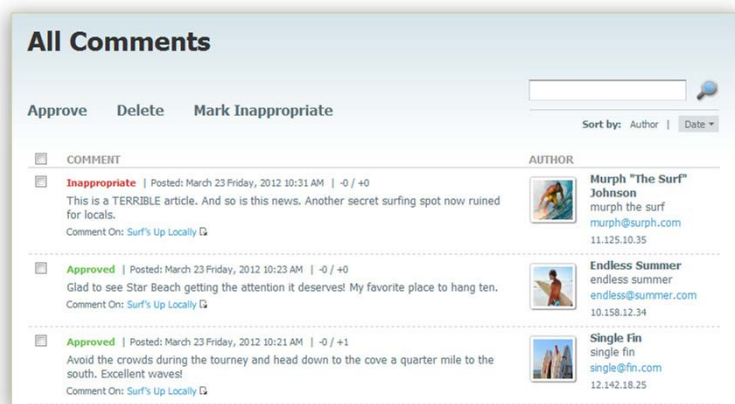 All Comments
Approve Delete Mark Inappropriate
Sort by: Author | Date
COMMENT AUTHOR
Inappropriate | Posted: March 23 Friday, 2012 10:31 AM | -0 / +0
This is a TERRIBLE article. And so is this news. Another secret surfing spot now ruined
for locals.
Comment On: Surf's Up Locally
Murph "The Surf"
Johnson
murph the surf
murph@surph.com
11.125.10.35
Approved | Posted: March 23 Friday, 2012 10:23 AM | -0 / +0
Glad to see Star Beach getting the attention it deserves! My favorite place to hang ten.
Comment On: Surf's Up Locally
Endless Summer
endless summer
endless@summer.com
10.158.12.34
Approved | Posted: March 23 Friday, 2012 10:21 AM | -0 / +1
Avoid the crowds during the tourney and head down to the cove a quarter mile to the
south. Excellent waves!
Comment On: Surf's Up Locally
Single Fin
single fin
single@fin.com
12.142.18.25